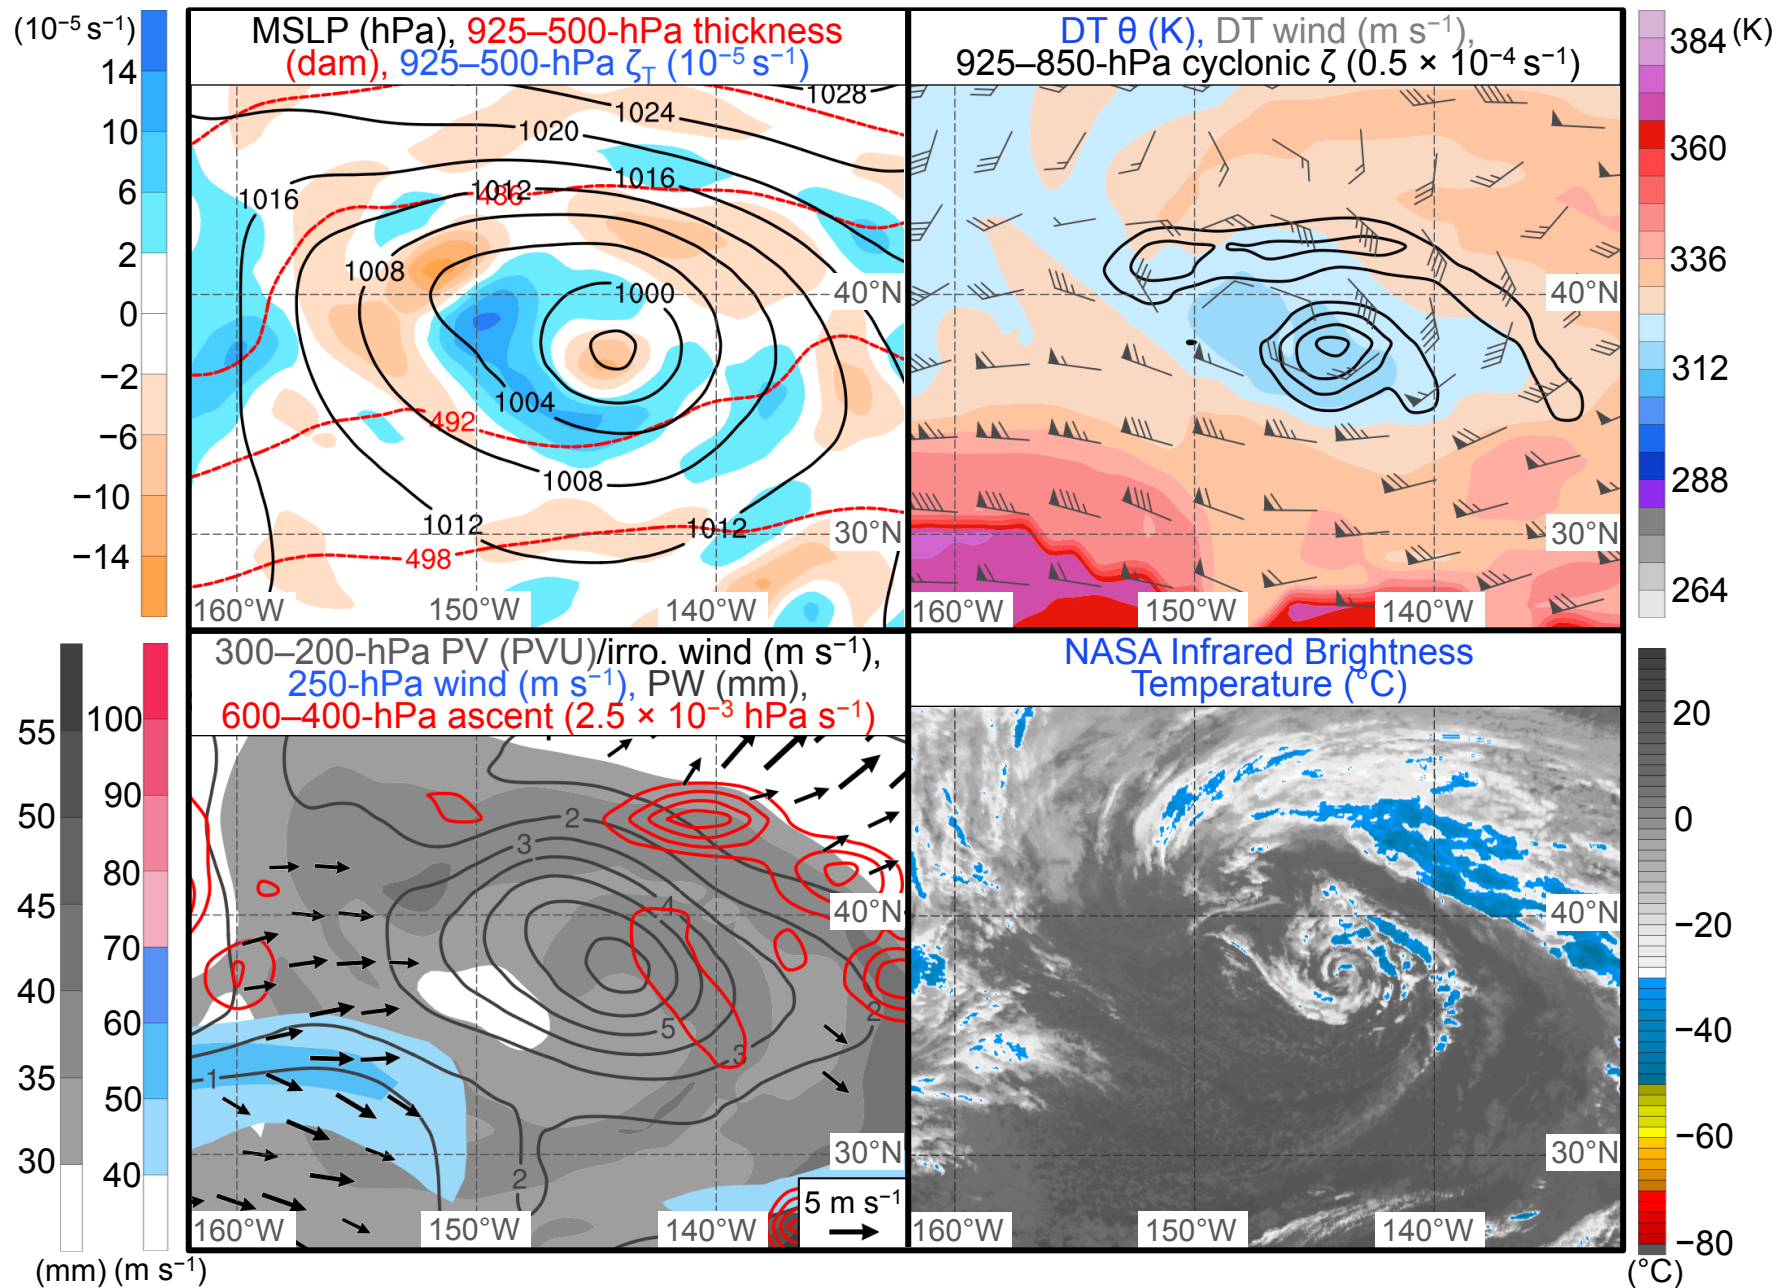 (10⁻⁵ s⁻¹)
14
10
6
2
0
−2
−6
−10
−14
MSLP (hPa), 925–500-hPa thickness
(dam), 925–500-hPa ζT (10⁻⁵ s⁻¹)
1028
1024
1020
1016
1016
1012
486
1008
1000
40°N
1004
492
1008
1012
1012
30°N
498
160°W
150°W
140°W
DT θ (K), DT wind (m s⁻¹),
925–850-hPa cyclonic ζ (0.5 × 10⁻⁴ s⁻¹)
40°N
30°N
160°W
150°W
140°W
384 (K)
360
336
312
288
264
55
50
45
40
35
30
(mm)
100
90
80
70
60
50
40
(m s⁻¹)
300–200-hPa PV (PVU)/irro. wind (m s⁻¹),
250-hPa wind (m s⁻¹), PW (mm),
600–400-hPa ascent (2.5 × 10⁻³ hPa s⁻¹)
2
3
4
40°N
2
5
3
1
30°N
2
5 m s⁻¹
160°W
150°W
140°W
NASA Infrared Brightness
Temperature (°C)
40°N
30°N
160°W
150°W
140°W
20
0
−20
−40
−60
−80
(°C)